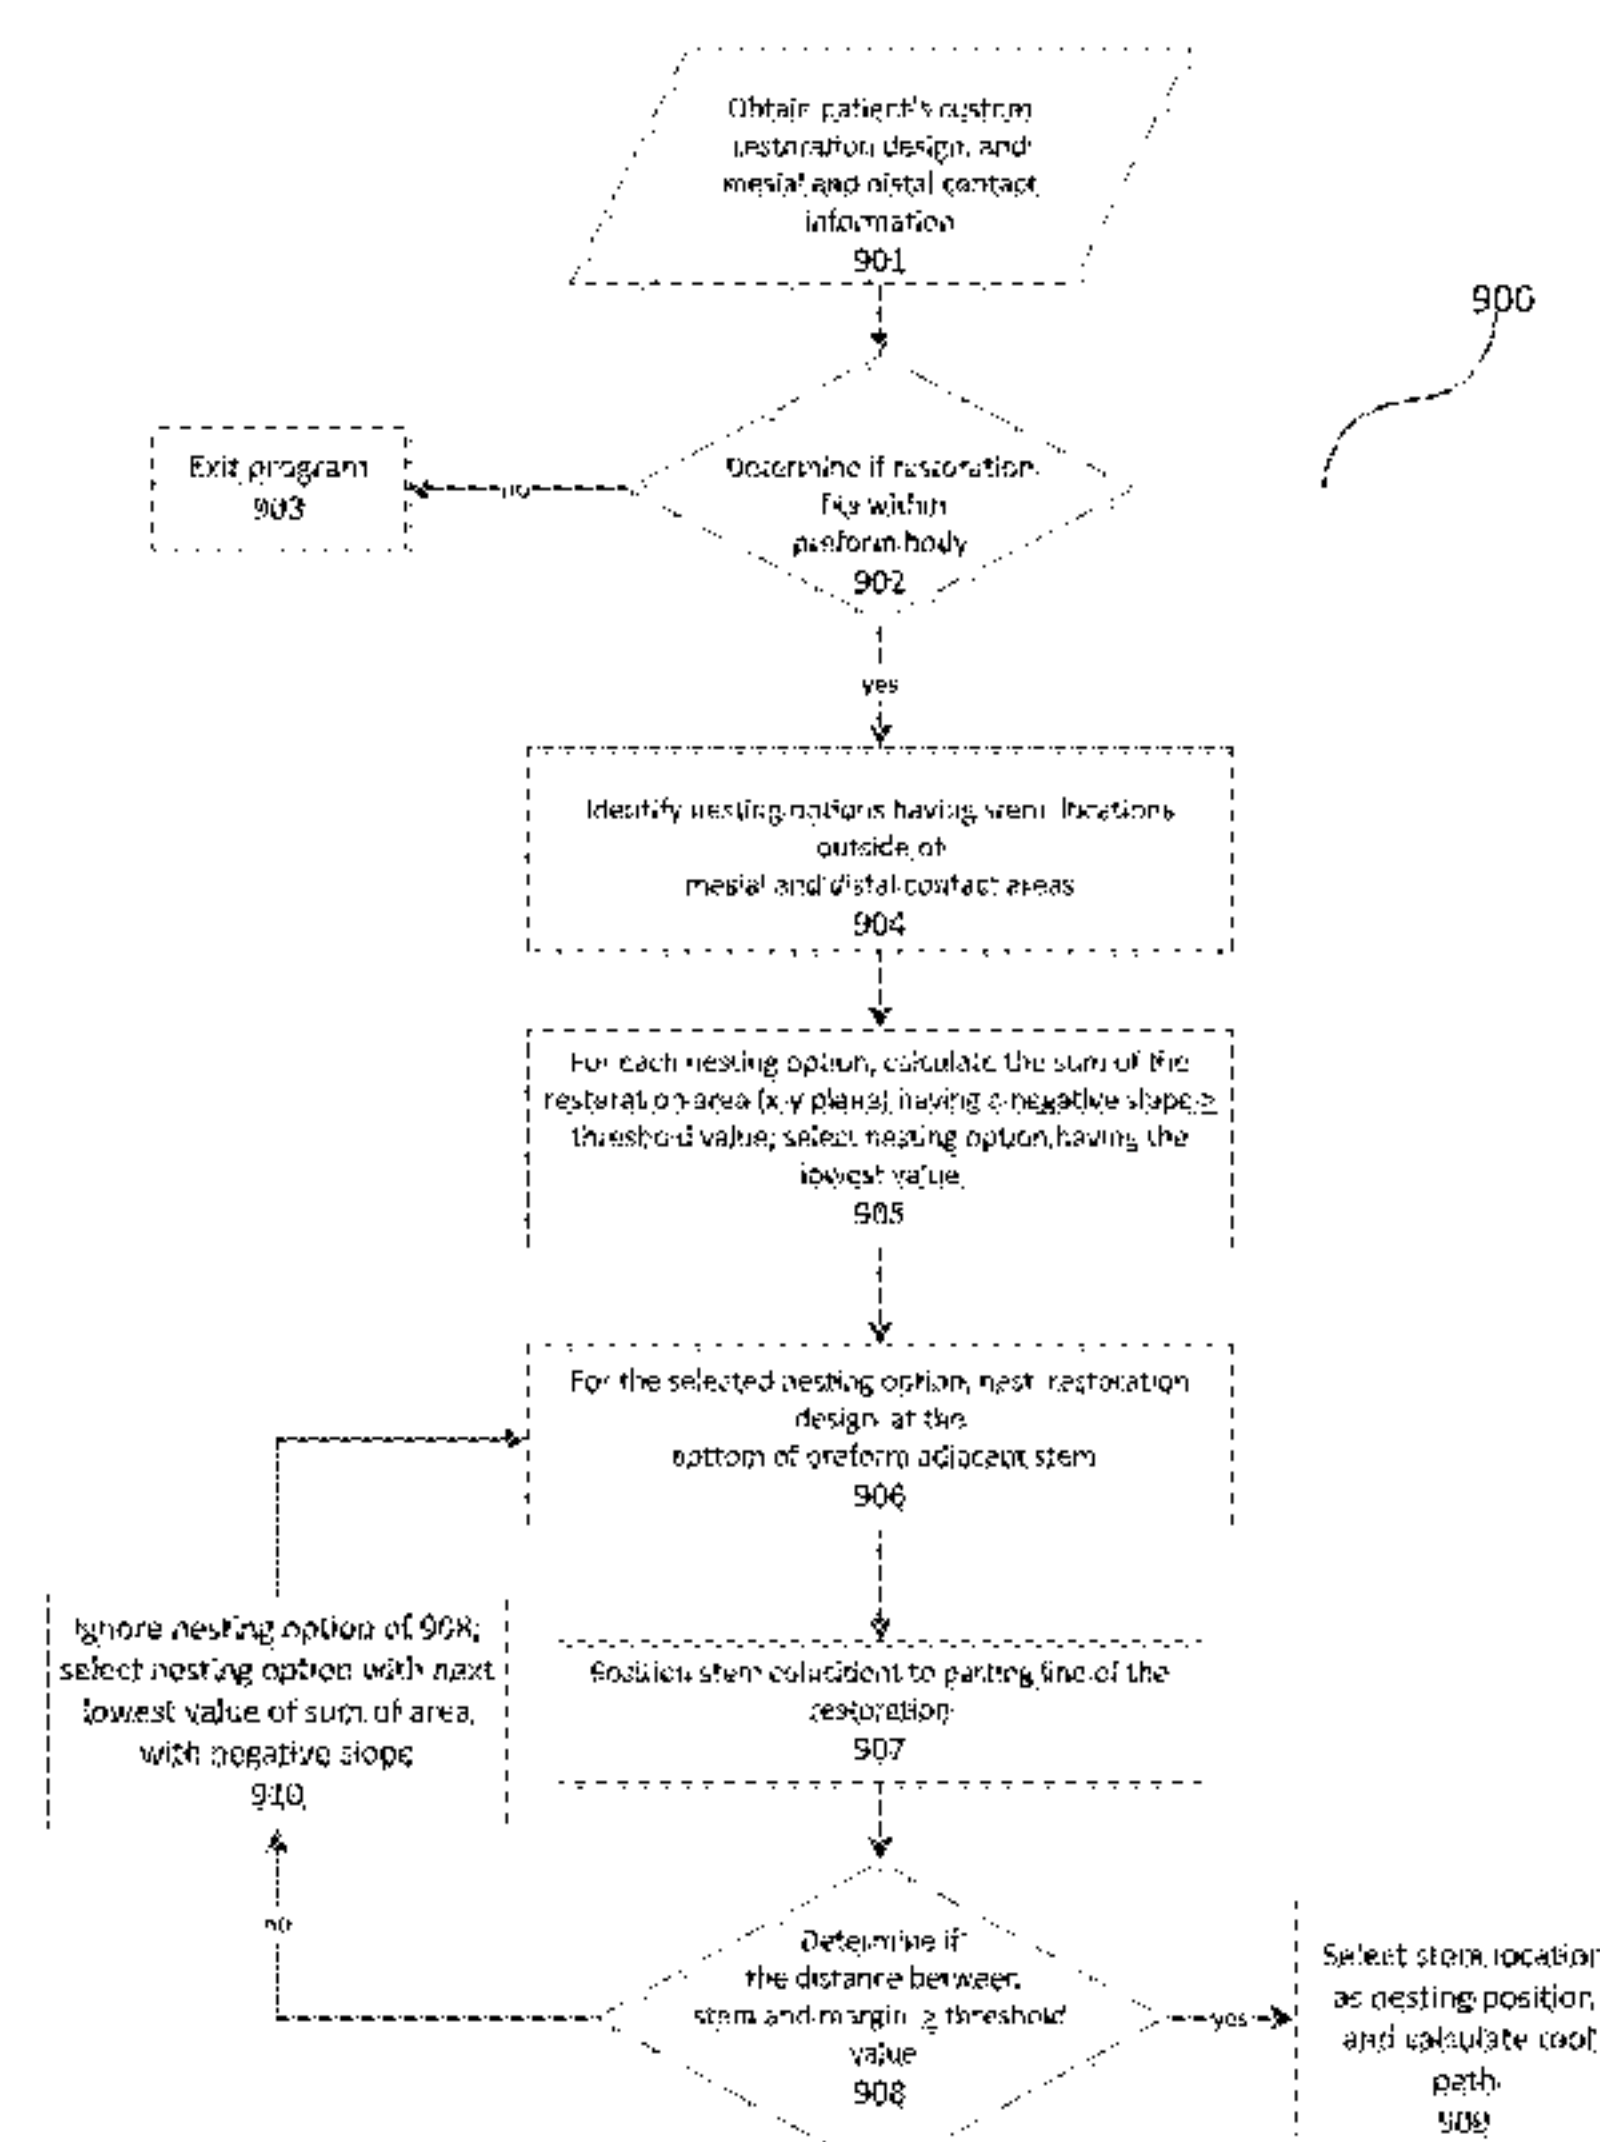 Obtain patient's custom
restoration design, and
mesial and distal contact
information
901
900
Determine if restoration
fits within
preform body
902
no
Exit program
903
yes
Identify nesting options having stem locations
outside of
mesial and distal contact areas
904
For each nesting option, calculate the sum of the
restoration area (x-y plane) having a negative slope ≥
threshold value; select nesting option having the
lowest value
905
For the selected nesting option, nest restoration
design at the
bottom of preform adjacent stem
906
Ignore nesting option of 908;
select nesting option with next
lowest value of sum of area
with negative slope
910
Position stem coincident to parting line of the
restoration
907
no
Determine if
the distance between
stem and margin ≥ threshold
value
908
yes
Select stem location
as nesting position
and calculate tool
path
909